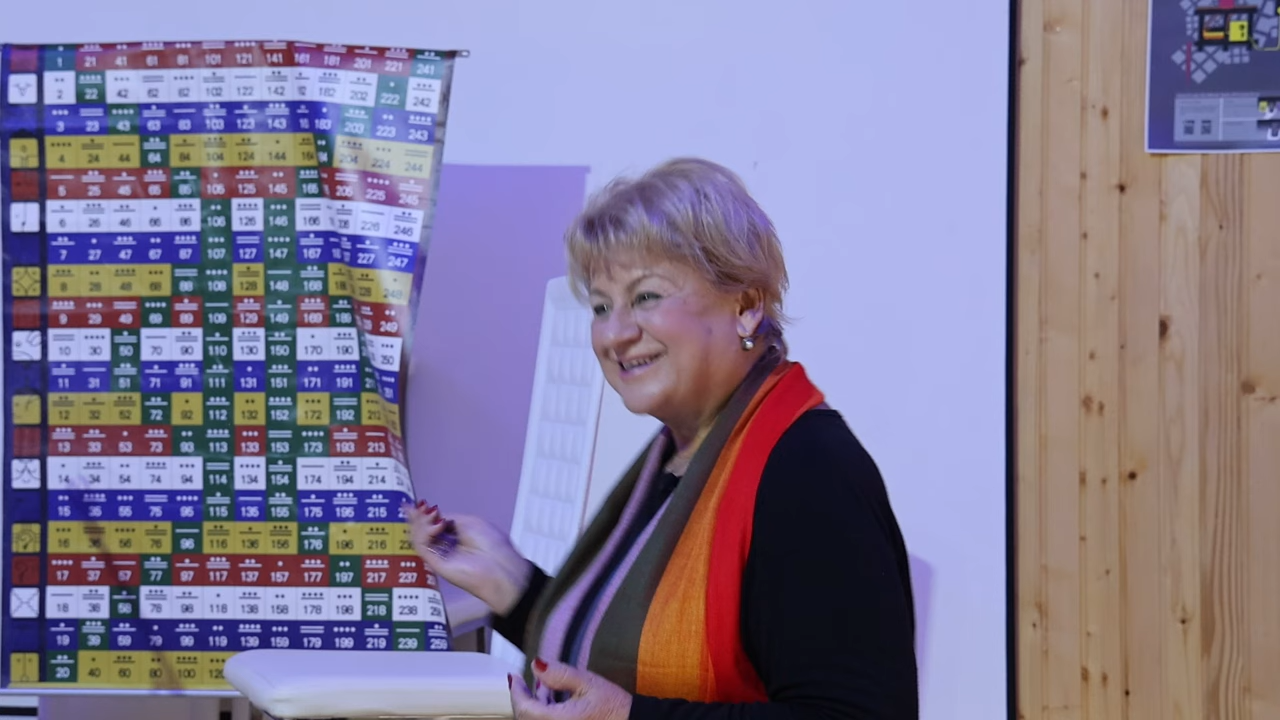 1 21 41 61 81 101 121 141 161 181 201 221 241
2 22 42 62 82 102 122 142 182 202 222 242
3 23 43 63 83 103 123 143 183 203 223 243
4 24 44 64 84 104 124 144 204 224 244
5 25 45 65 85 105 125 145 165 205 225 245
6 26 46 66 86 106 126 146 166 226 246
7 27 47 67 87 107 127 147 167 227 247
8 28 48 68 88 108 128 148 168 228 248
9 29 49 69 89 109 129 149 169 189 249
10 30 50 70 90 110 130 150 170 190 250
11 31 51 71 91 111 131 151 171 191
12 32 52 72 92 112 132 152 172 192 212
13 33 53 73 93 113 133 153 173 193 213
14 34 54 74 94 114 134 154 174 194 214
15 35 55 75 95 115 135 155 175 195 215
16 36 56 76 96 116 136 156 176 196 216
17 37 57 77 97 117 137 157 177 197 217 237
18 38 58 78 98 118 138 158 178 198 218 238
19 39 59 79 99 119 139 159 179 199 219 239 259
20 40 60 80 100